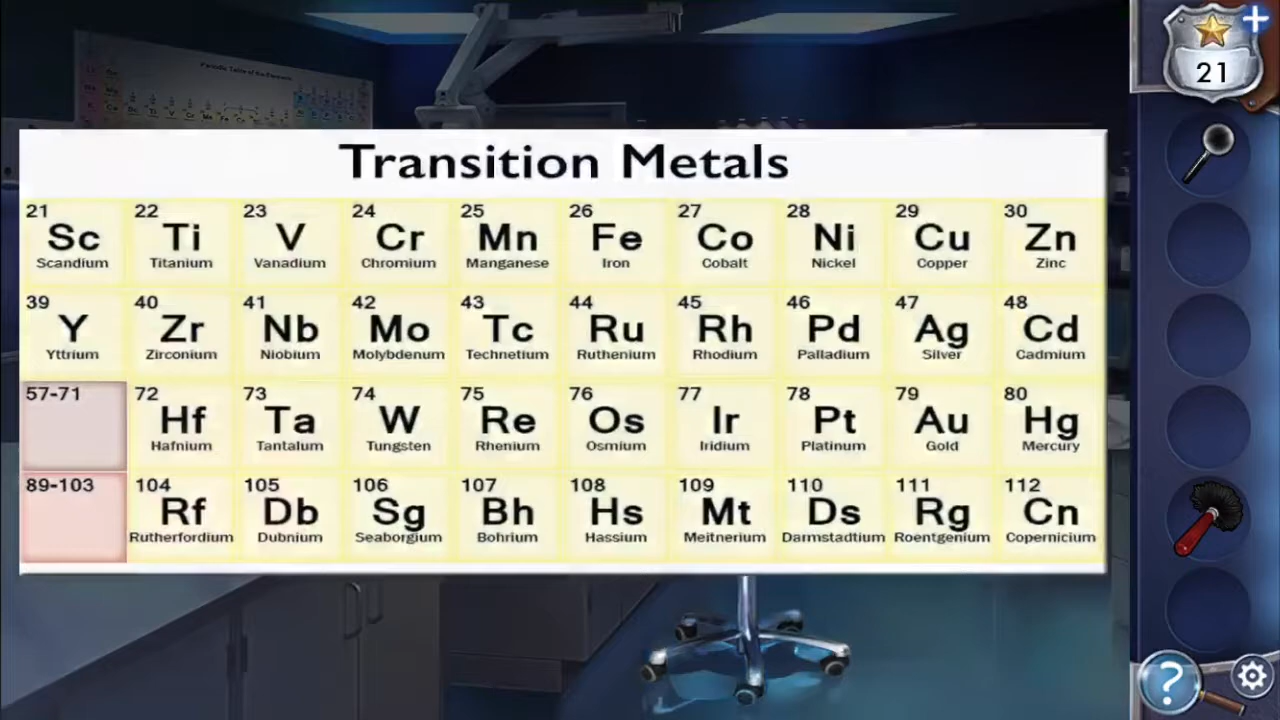 Periodic Table of the Elements
21
Transition Metals
21 22 23 24 25 26 27 28 29 30
Sc Ti V Cr Mn Fe Co Ni Cu Zn
Scandium Titanium Vanadium Chromium Manganese Iron Cobalt Nickel Copper Zinc
39 40 41 42 43 44 45 46 47 48
Y Zr Nb Mo Tc Ru Rh Pd Ag Cd
Yttrium Zirconium Niobium Molybdenum Technetium Ruthenium Rhodium Palladium Silver Cadmium
57-71 72 73 74 75 76 77 78 79 80
Hf Ta W Re Os Ir Pt Au Hg
Hafnium Tantalum Tungsten Rhenium Osmium Iridium Platinum Gold Mercury
89-103 104 105 106 107 108 109 110 111 112
Rf Db Sg Bh Hs Mt Ds Rg Cn
Rutherfordium Dubnium Seaborgium Bohrium Hassium Meitnerium Darmstadtium Roentgenium Copernicium
?